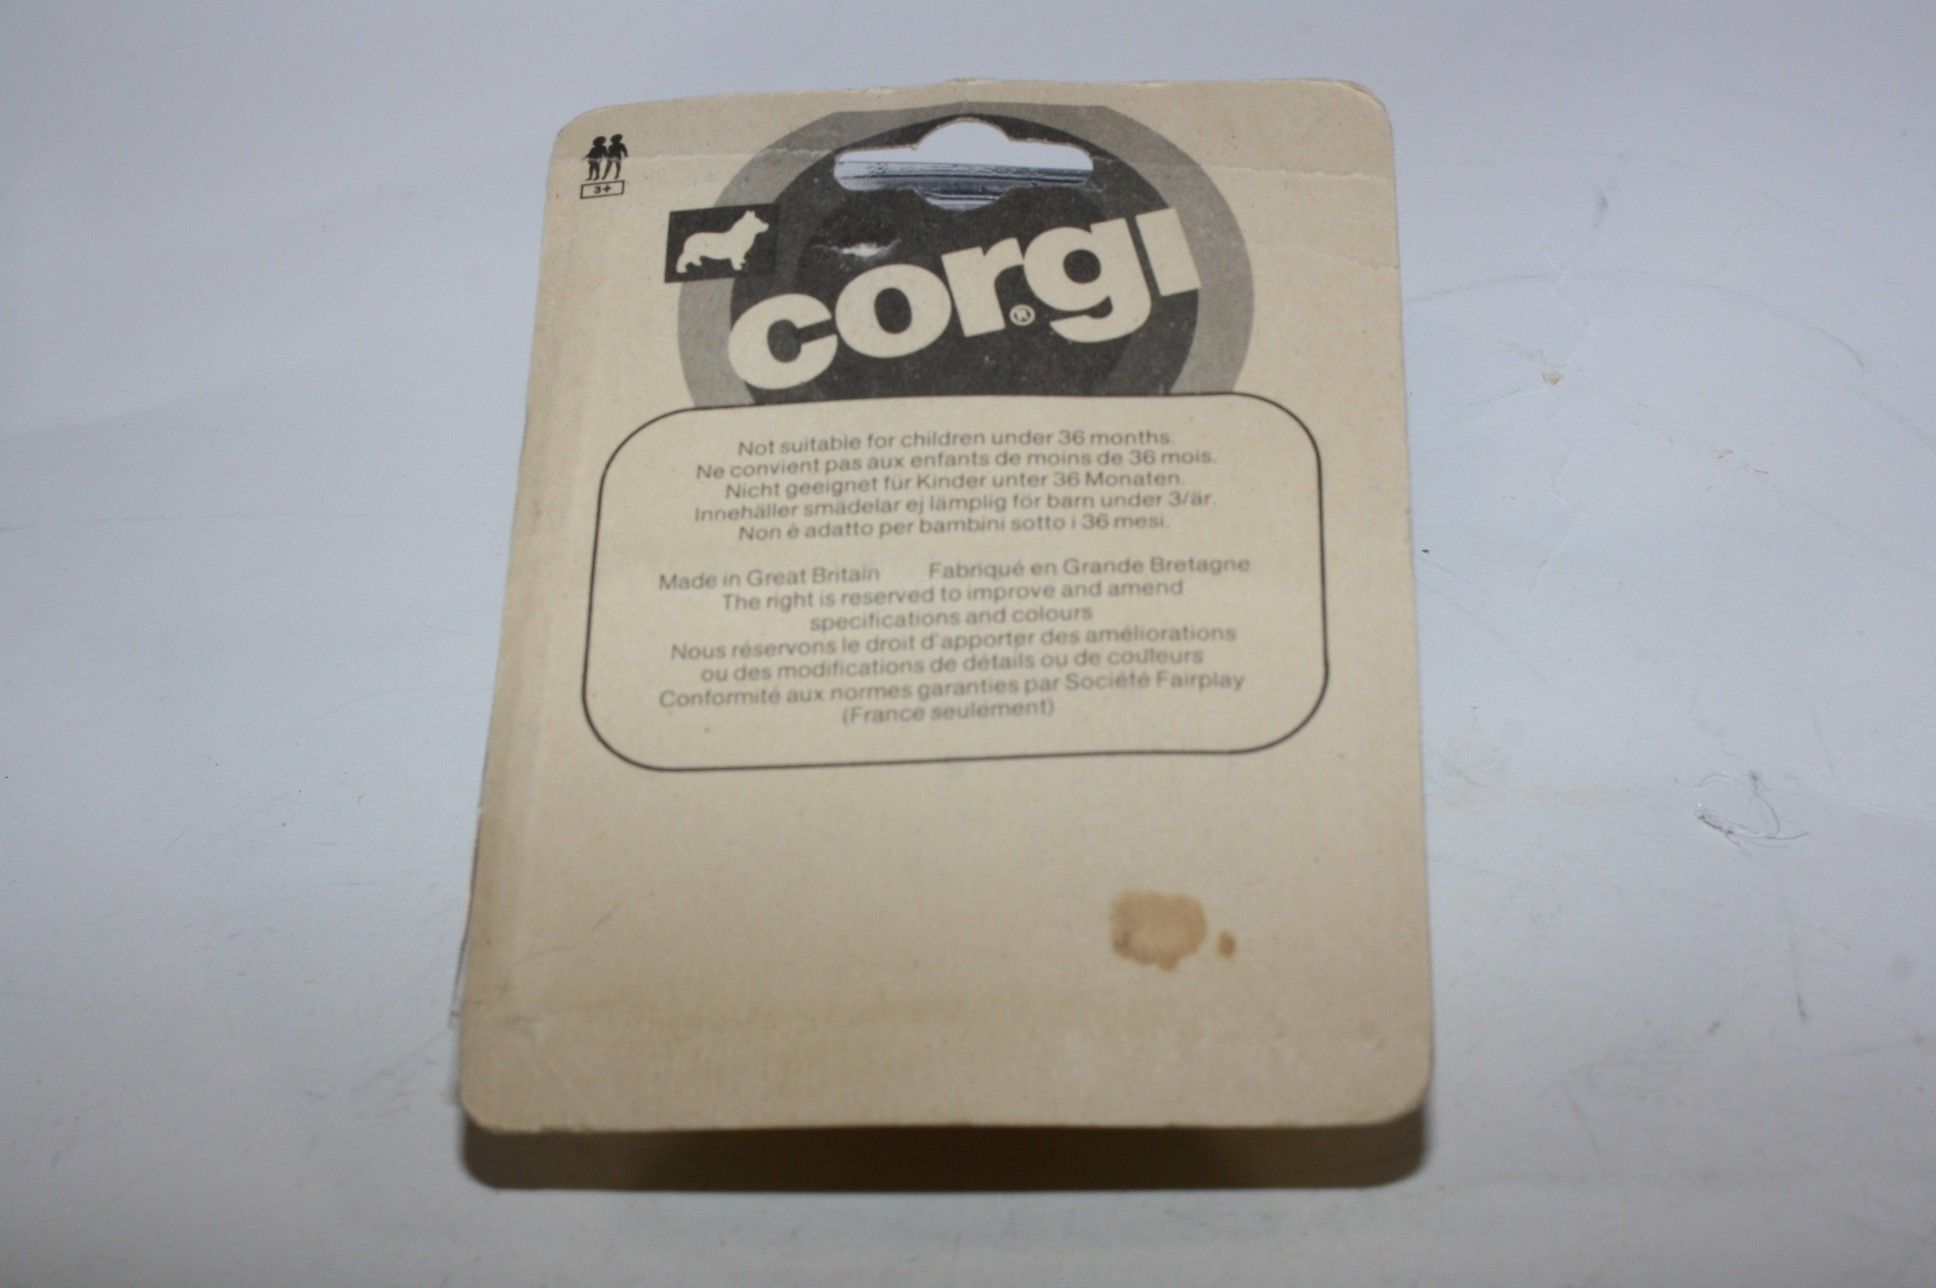 3+
corgi
®
Not suitable for children under 36 months.
Ne convient pas aux enfants de moins de 36 mois.
Nicht geeignet für Kinder unter 36 Monaten.
Innehäller smädelar ej lämplig för barn under 3/är.
Non è adatto per bambini sotto i 36 mesi.
Made in Great Britain Fabriqué en Grande Bretagne
The right is reserved to improve and amend
specifications and colours
Nous réservons le droit d'apporter des améliorations
ou des modifications de détails ou de couleurs
Conformité aux normes garanties par Société Fairplay
(France seulement)